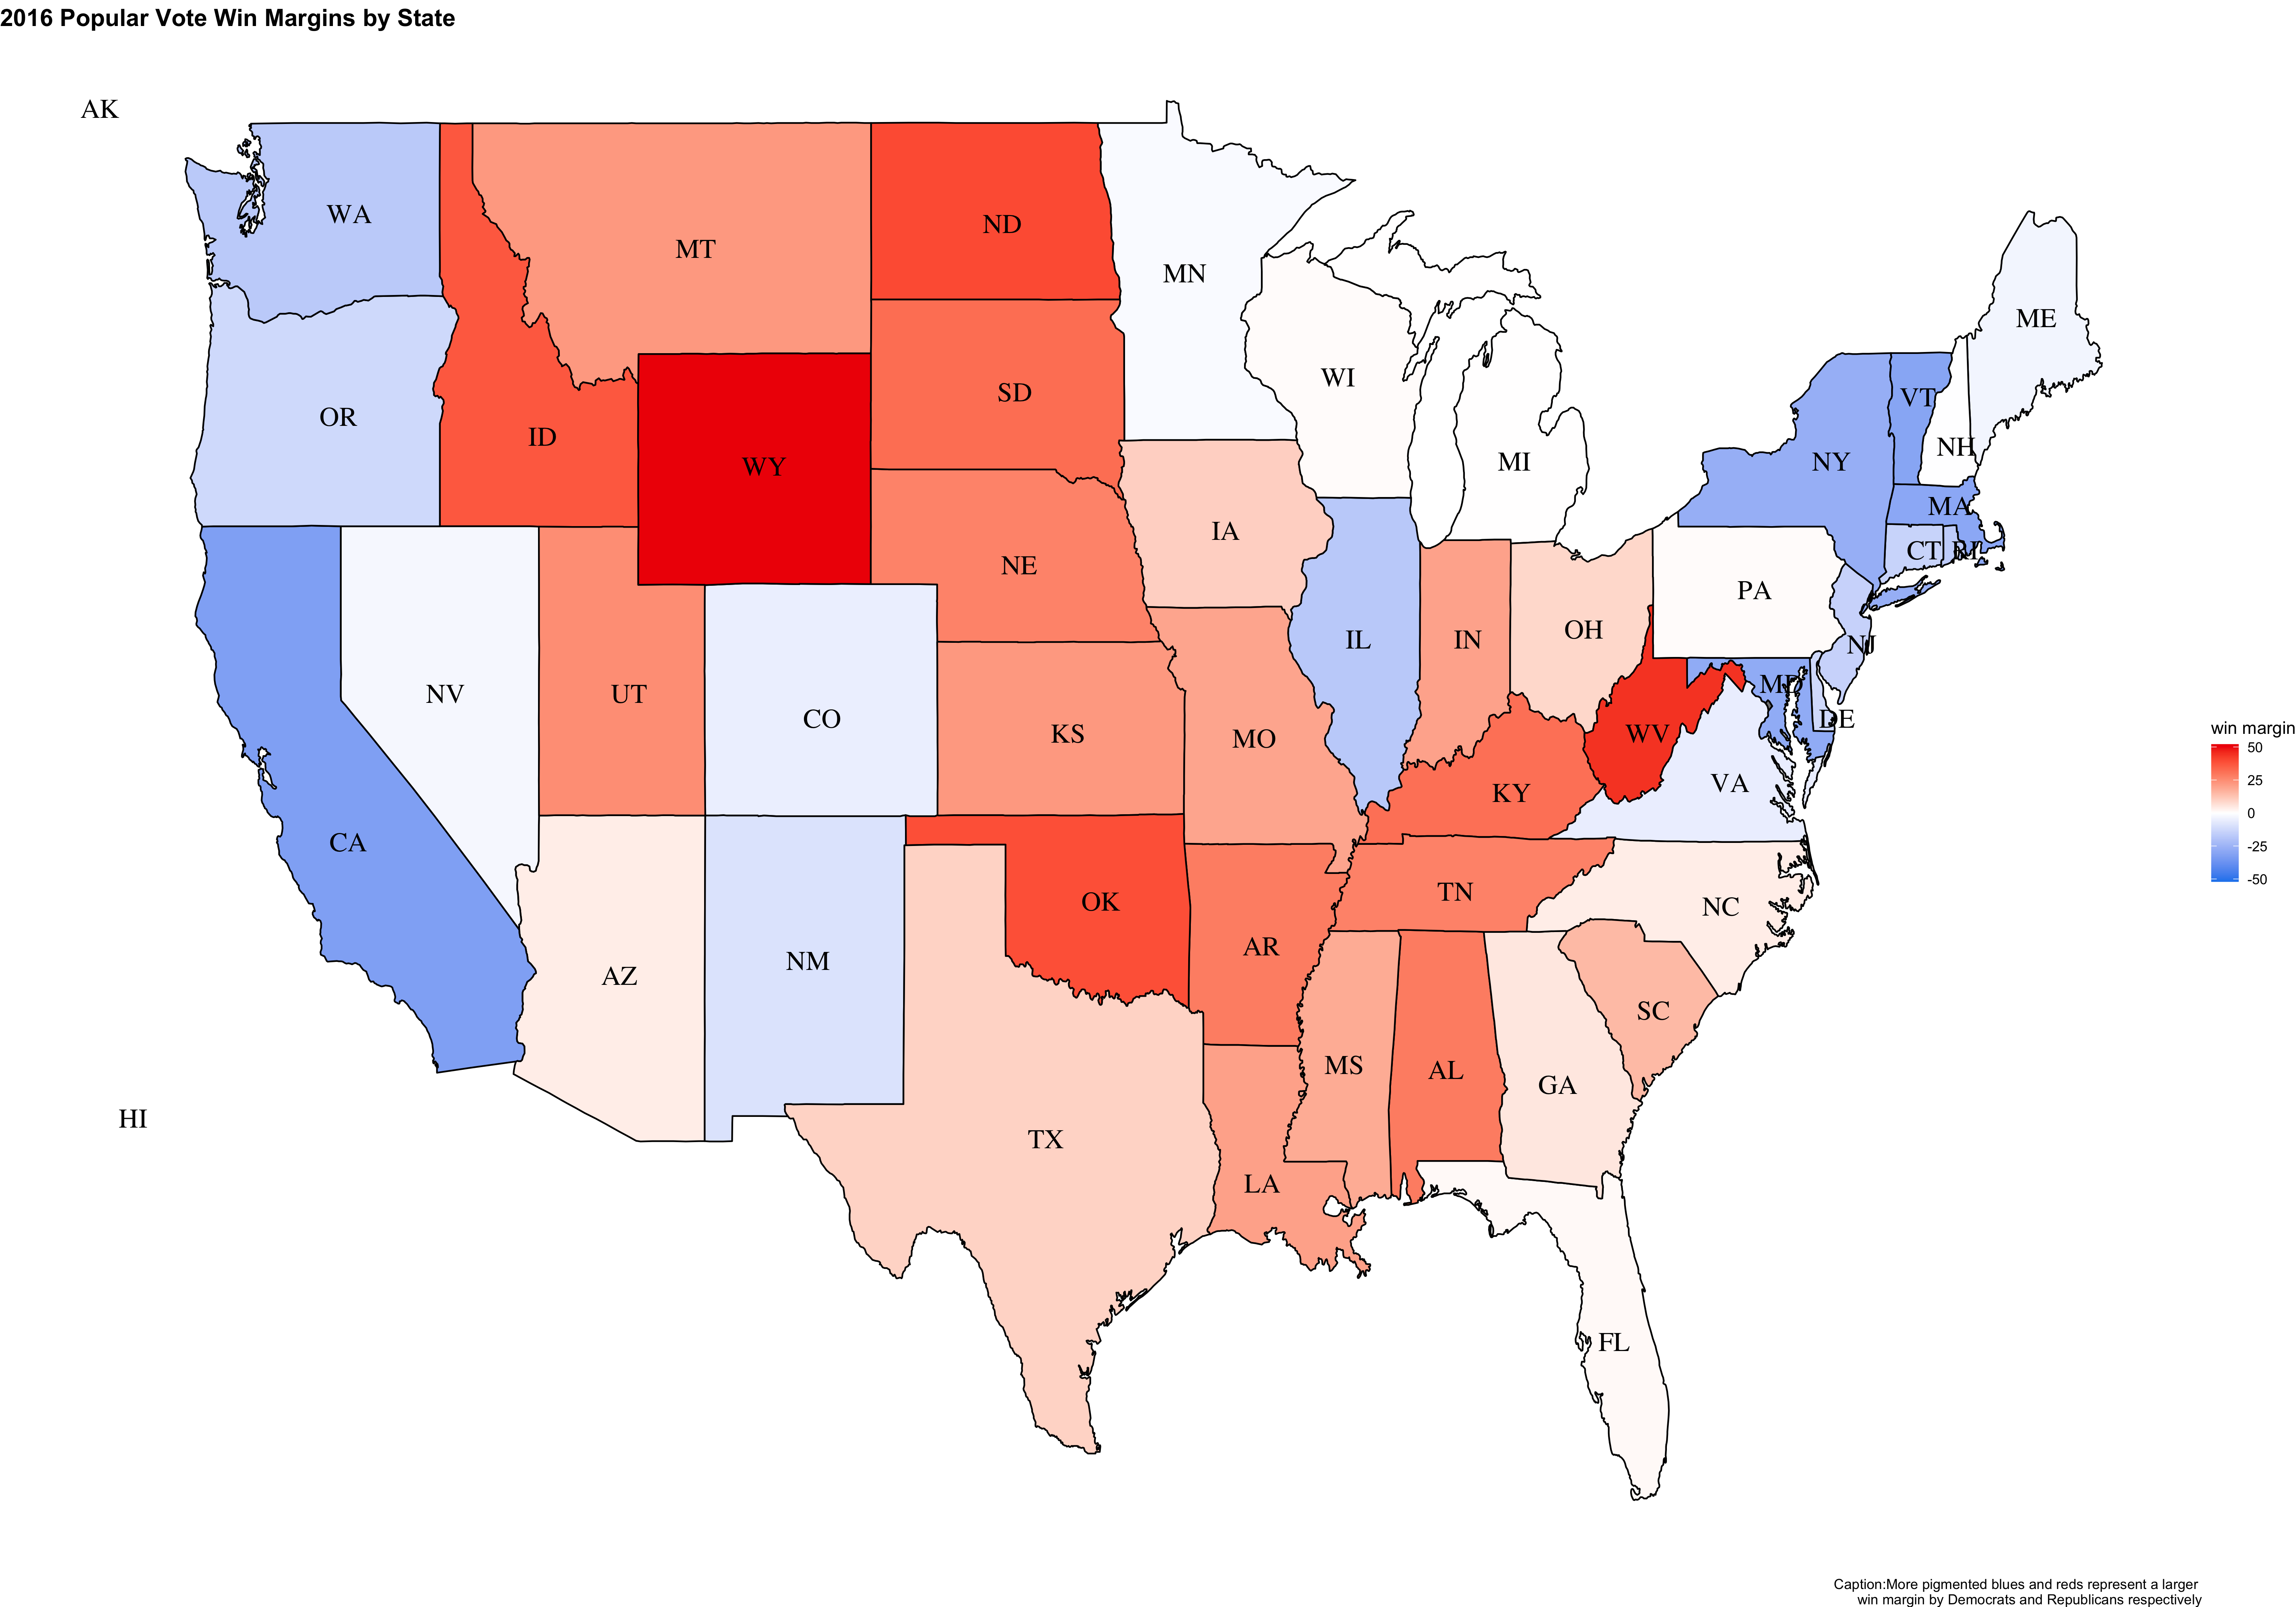 2016 Popular Vote Win Margins by State
AK
WA
MT
ND
MN
ME
OR
ID
WY
SD
WI
MI
VT
NH
NY
MA
CT
RI
IA
NE
PA
NV
UT
CO
IL
IN
OH
NJ
KS
MO
WV
MD
DE
VA
KY
CA
AZ
NM
OK
AR
TN
NC
SC
MS
AL
GA
HI
TX
LA
FL
win margin
50
25
0
-25
-50
Caption:More pigmented blues and reds represent a larger
win margin by Democrats and Republicans respectively